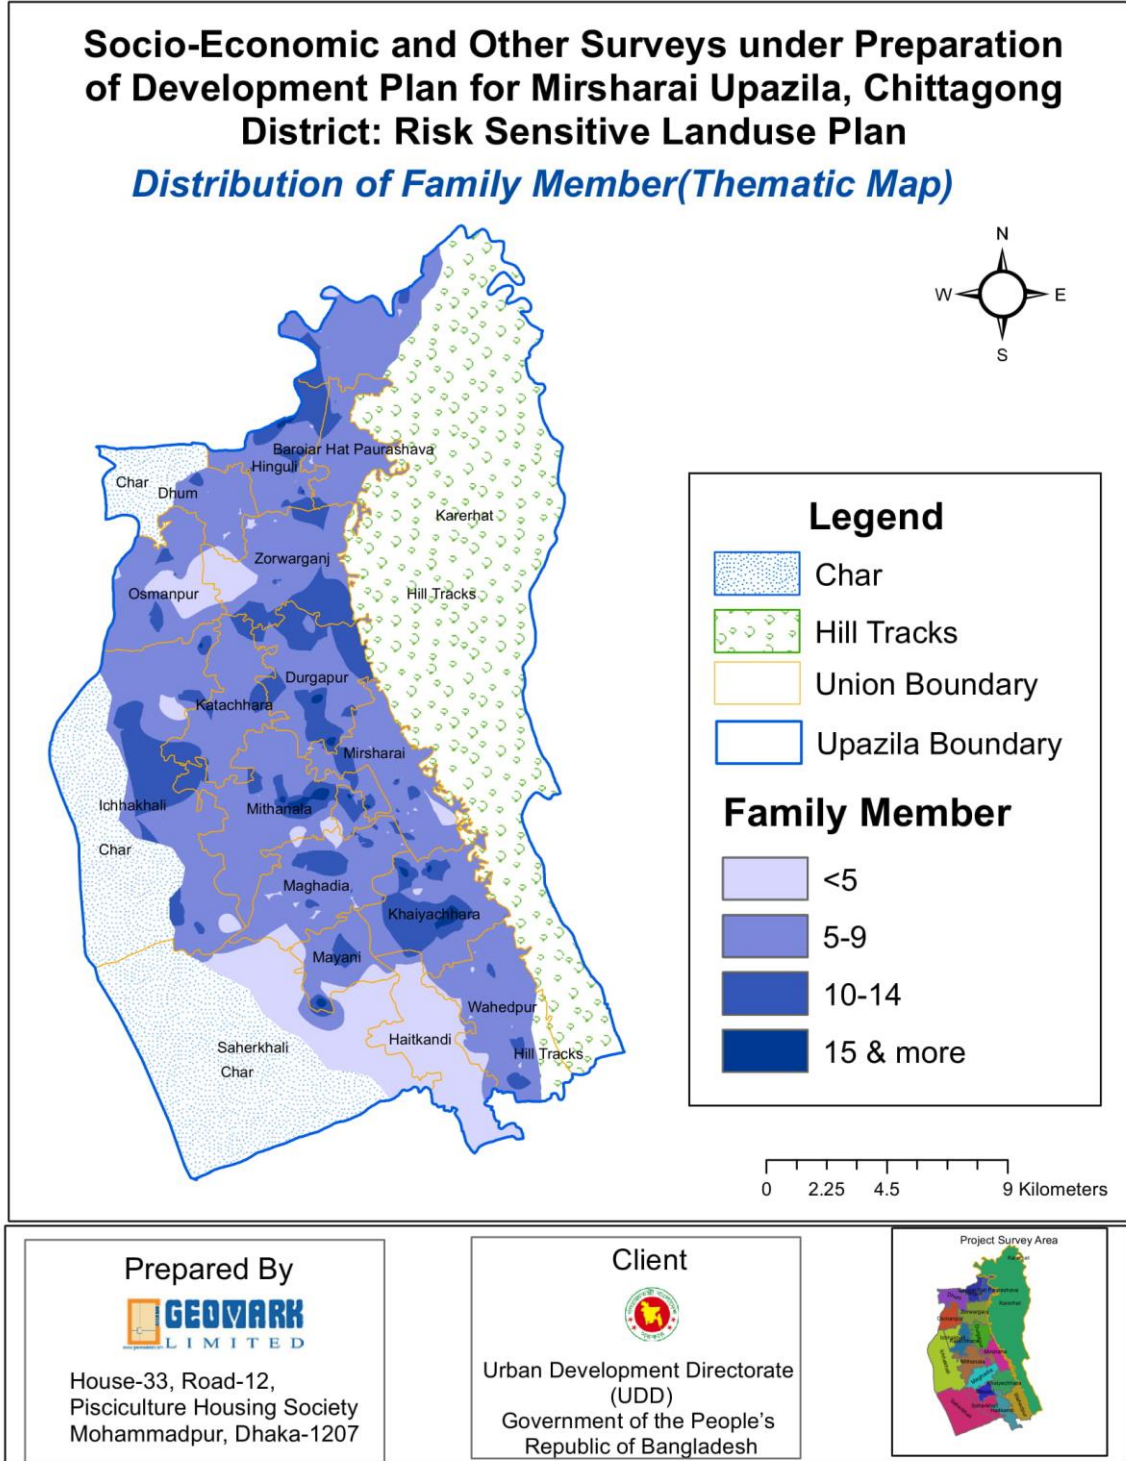 Socio-Economic and Other Surveys under Preparation
of Development Plan for Mirsharai Upazila, Chittagong
District: Risk Sensitive Landuse Plan
Distribution of Family Member(Thematic Map)
N
W
E
S
Baroiar Hat Paurashava
Hinguli
Char
Dhum
Karerhat
Zorwarganj
Osmanpur
Hill Tracks
Durgapur
Katachhara
Mirsharai
Ichhakhali
Mithanala
Char
Maghadia
Khaiyachhara
Mayani
Wahedpur
Haitkandi
Saherkhali
Hill Tracks
Char
Legend
Char
Hill Tracks
Union Boundary
Upazila Boundary
Family Member
<5
5-9
10-14
15 & more
0 2.25 4.5 9 Kilometers
Prepared By
GEOMARK
LIMITED
House-33, Road-12,
Pisciculture Housing Society
Mohammadpur, Dhaka-1207
Client
Urban Development Directorate
(UDD)
Government of the People's
Republic of Bangladesh
Project Survey Area
Karerhat